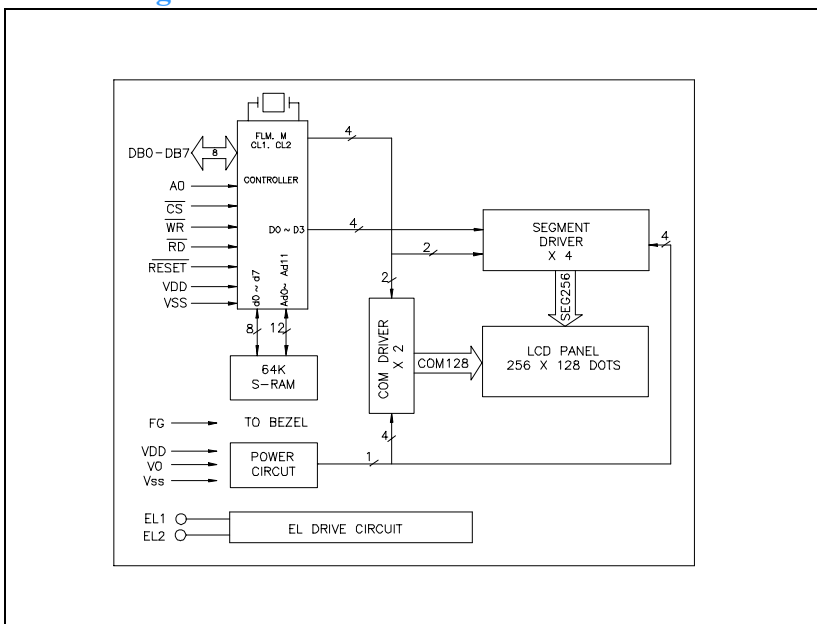 FLM. M
CL1. CL2
4
DB0-DB7
8
CONTROLLER
A0
CS
WR
D0 ~ D3
4
SEGMENT
DRIVER
X 4
4
RD
2
RESET
d0 ~ d7
Ad0~ Ad11
VDD
VSS
2
SEG256
8
12
COM DRIVER
X 2
COM128
LCD PANEL
256 X 128 DOTS
64K
S-RAM
FG
TO BEZEL
4
VDD
V0
Vss
POWER
CIRCUT
1
EL1
EL2
EL DRIVE CIRCUIT